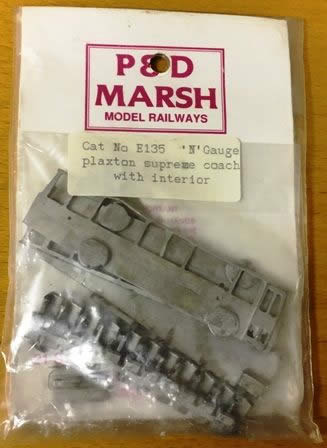 P&D
MARSH
MODEL RAILWAYS
Cat No E135 'N'Gauge
plaxton supreme coach
with interior